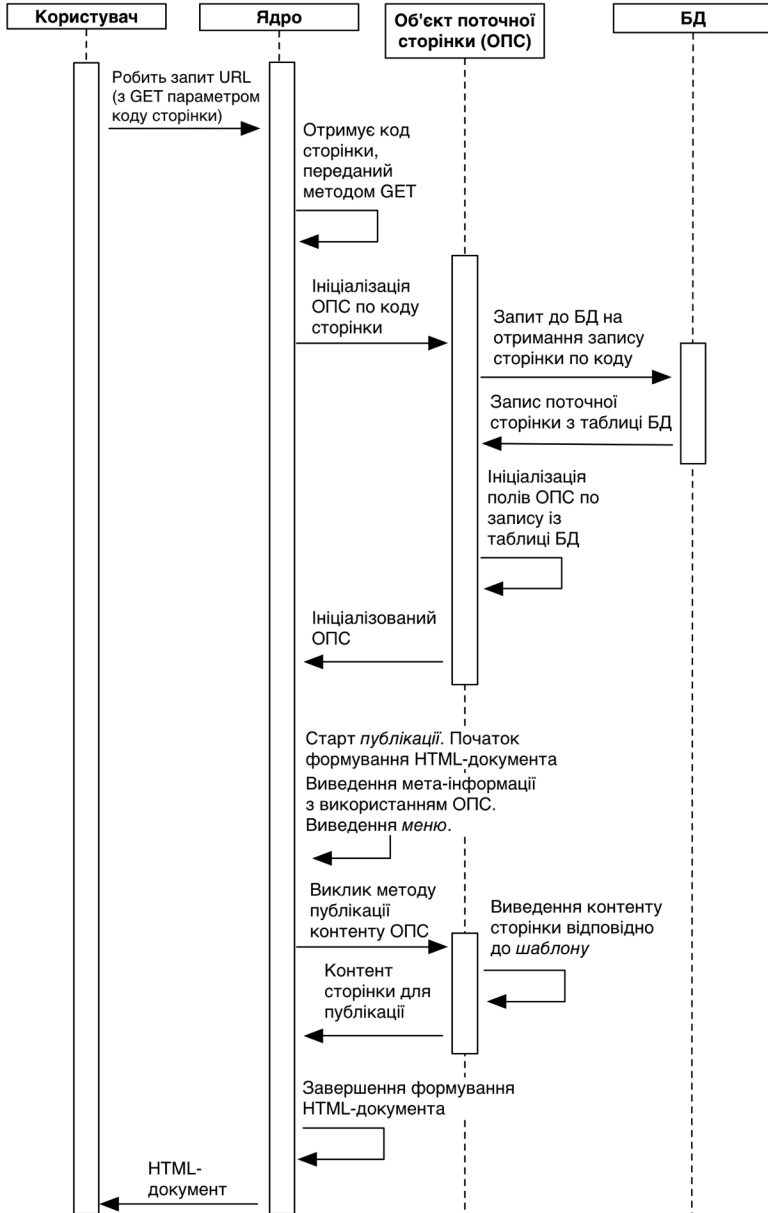 Користувач
Ядро
Об'єкт поточної
сторінки (ОПС)
БД
Робить запит URL
(з GET параметром
коду сторінки)
Отримує код
сторінки,
переданий
методом GET
Ініціалізація
ОПС по коду
сторінки
Запит до БД на
отримання запису
сторінки по коду
Запис поточної
сторінки з таблиці БД
Ініціалізація
полів ОПС по
запису із
таблиці БД
Ініціалізований
ОПС
Старт публікації. Початок
формування HTML-документа
Виведення мета-інформації
з використанням ОПС.
Виведення меню.
Виклик методу
публікації
контенту ОПС
Виведення контенту
сторінки відповідно
до шаблону
Контент
сторінки для
публікації
Завершення формування
HTML-документа
HTML-
документ